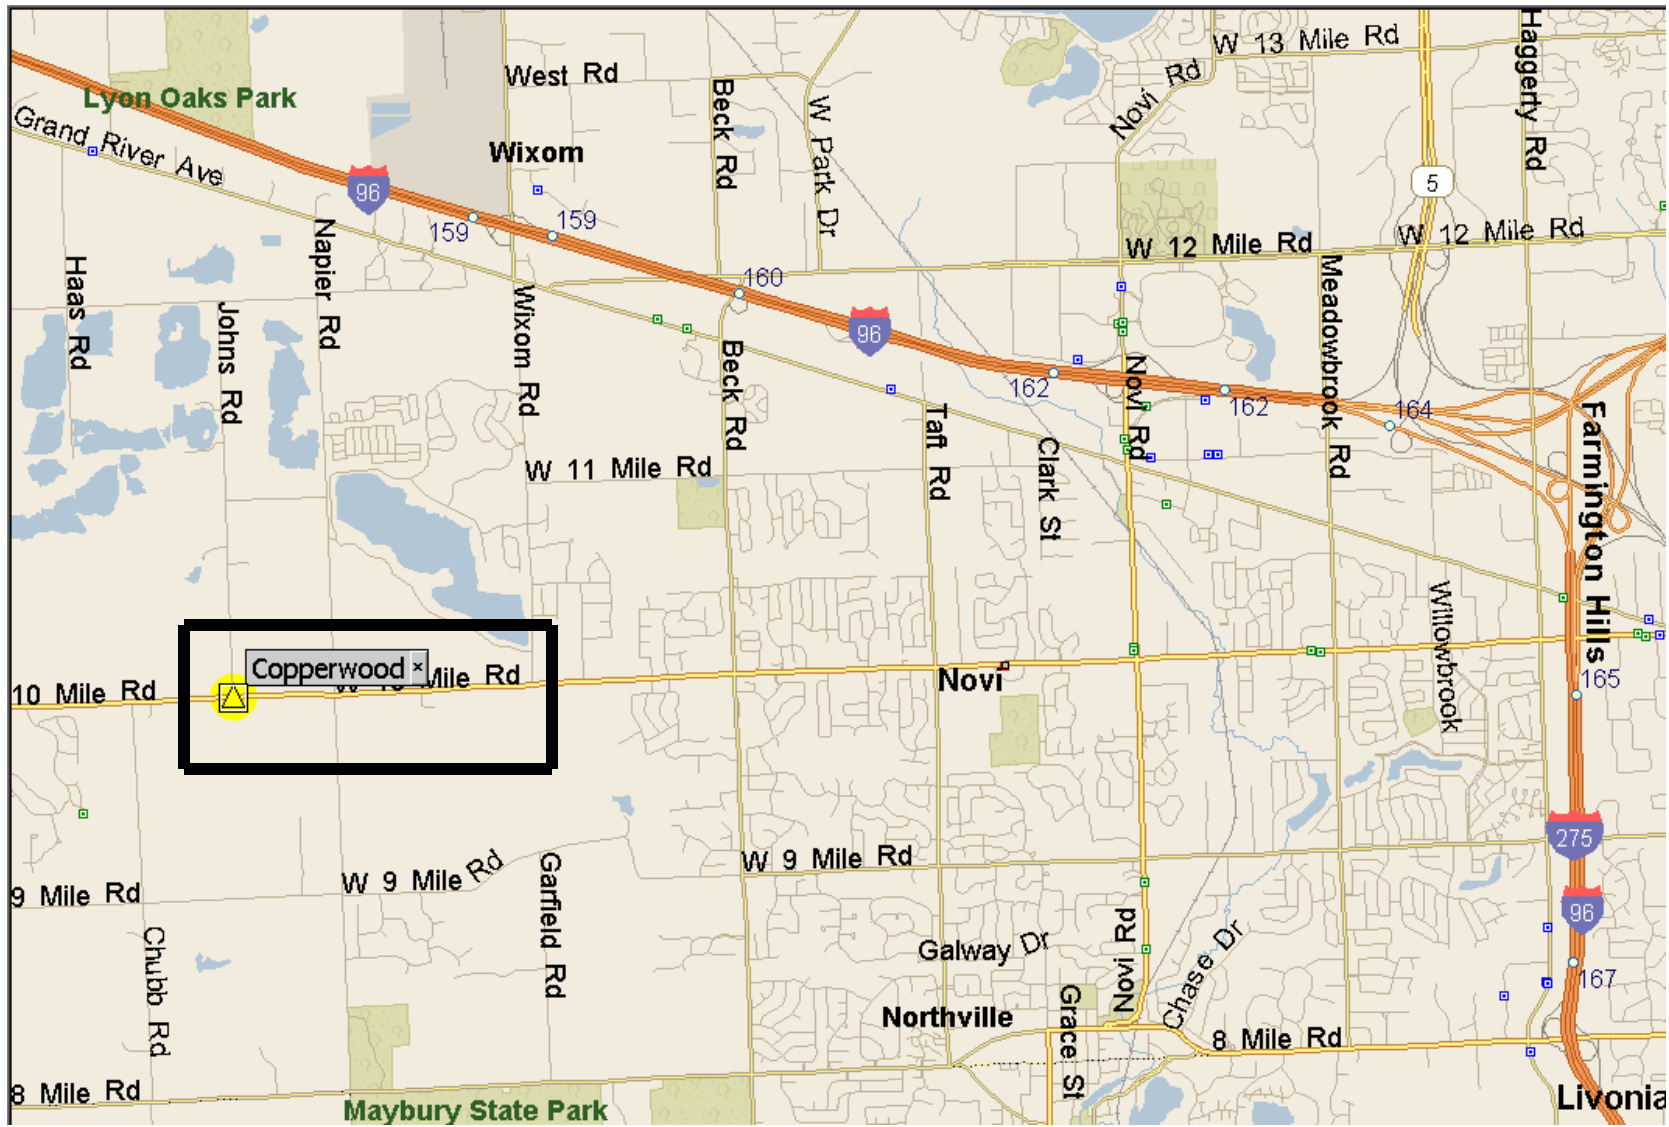 W 13 Mile Rd
Haggerty Rd
West Rd
Lyon Oaks Park
Beck Rd
W Park Dr
Novi Rd
Grand River Ave
Wixom
96
5
159
159
Napier Rd
W 12 Mile Rd
W 12 Mile Rd
Haas Rd
Johns Rd
Wixom Rd
160
96
Meadowbrook Rd
Beck Rd
162
Novi Rd
162
164
Farmington Hills
Taft Rd
Clark St
W 11 Mile Rd
Willowbrook
Copperwood ×
10 Mile Rd
W 10 Mile Rd
Novi
165
275
W 9 Mile Rd
W 9 Mile Rd
9 Mile Rd
Garfield Rd
96
Chubb Rd
Galway Dr
Novi Rd
Chase Dr
167
Northville
Grace St
8 Mile Rd
8 Mile Rd
Maybury State Park
Livonia